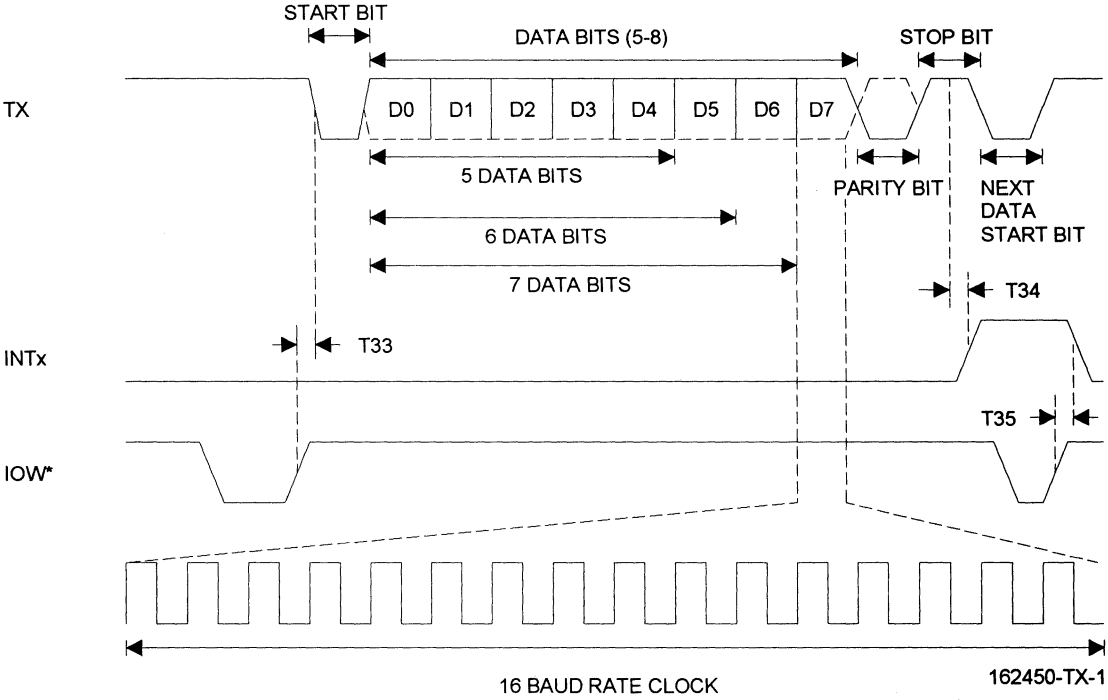 START BIT
DATA BITS (5-8)
STOP BIT
TX
D0 D1 D2 D3 D4 D5 D6 D7
5 DATA BITS
PARITY BIT
NEXT
DATA
START BIT
6 DATA BITS
7 DATA BITS
T34
T33
INTx
T35
IOW*
16 BAUD RATE CLOCK
162450-TX-1